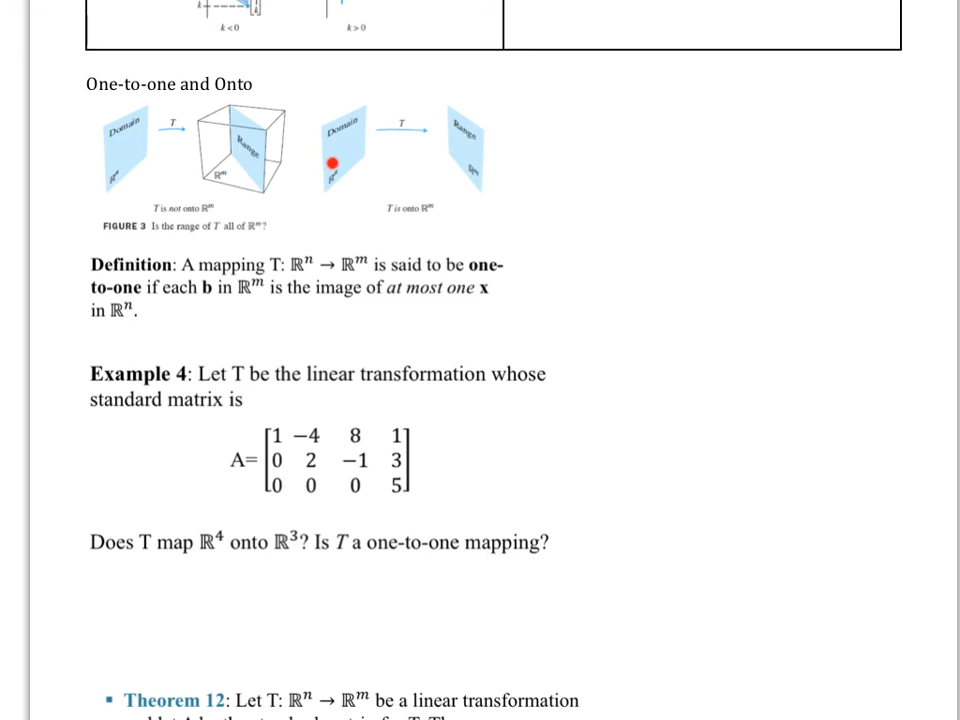 k
k
k<0
k>0
One-to-one and Onto
Domain
T
Range
ℝⁿ
ℝᵐ
Domain
T
Range
ℝⁿ
ℝᵐ
T is not onto ℝᵐ
T is onto ℝᵐ
FIGURE 3 Is the range of T all of ℝᵐ?
Definition: A mapping T: ℝⁿ → ℝᵐ is said to be one-
to-one if each b in ℝᵐ is the image of at most one x
in ℝⁿ.
Example 4: Let T be the linear transformation whose
standard matrix is
1 −4 8 1
A= 0 2 −1 3
0 0 0 5
Does T map ℝ⁴ onto ℝ³? Is T a one-to-one mapping?
▪ Theorem 12: Let T: ℝⁿ → ℝᵐ be a linear transformation